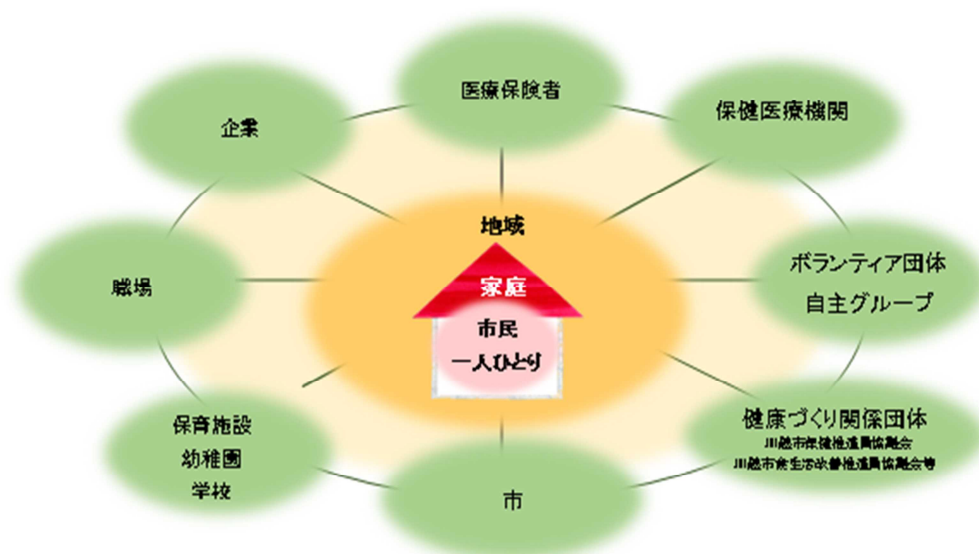 医療保険者
企業
保健医療機関
地域
職場
家庭
ボランティア団体
自主グループ
市民
一人ひとり
保育施設
幼稚園
学校
健康づくり関係団体
川越市保健推進員協議会
川越市食生活改善推進員協議会等
市